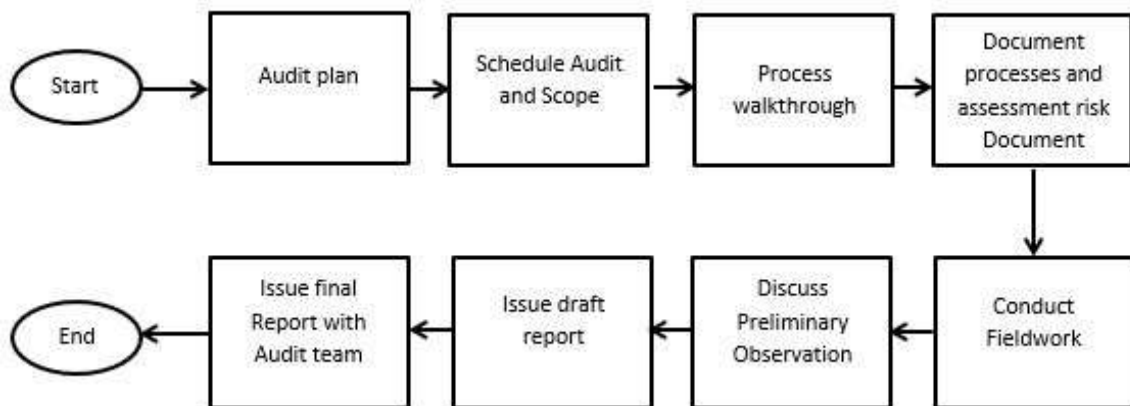 Start
Audit plan
Schedule Audit
and Scope
Process
walkthrough
Document
processes and
assessment risk
Document
Conduct
Fieldwork
Discuss
Preliminary
Observation
Issue draft
report
Issue final
Report with
Audit team
End